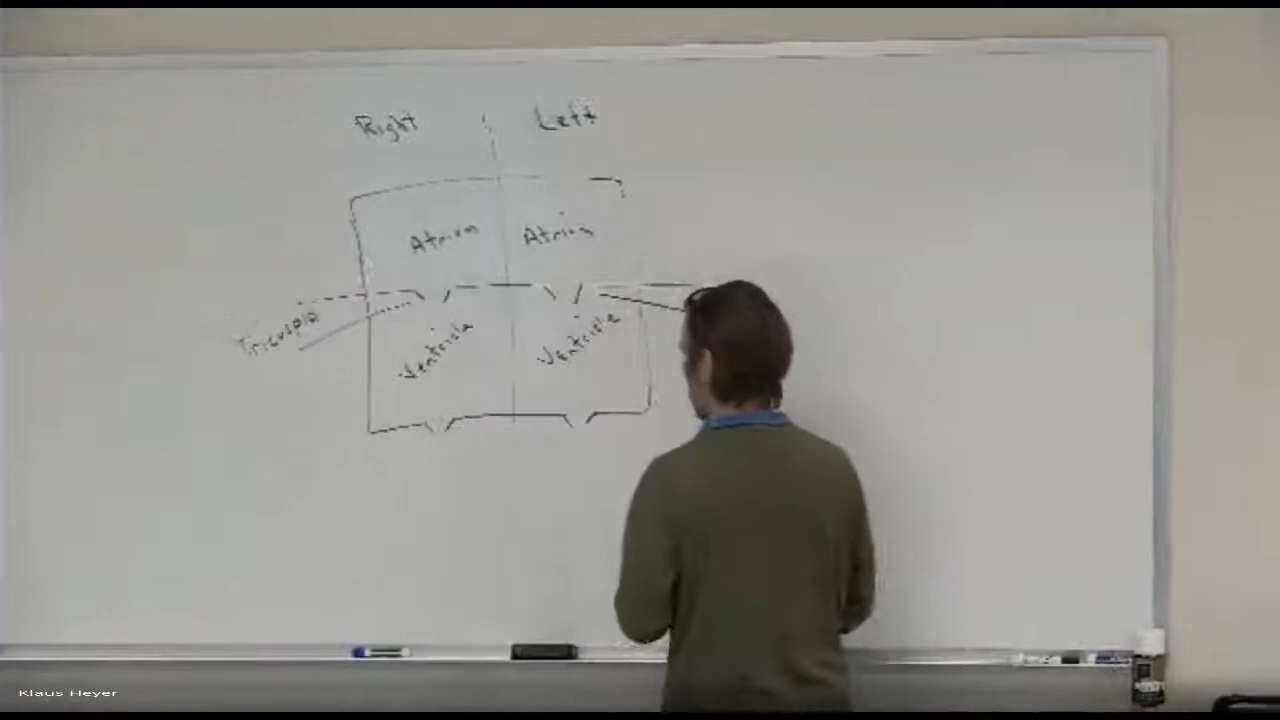 Right Left
Atrium Atrium
Tricuspid
Ventricle Ventricle
Klaus Heyer